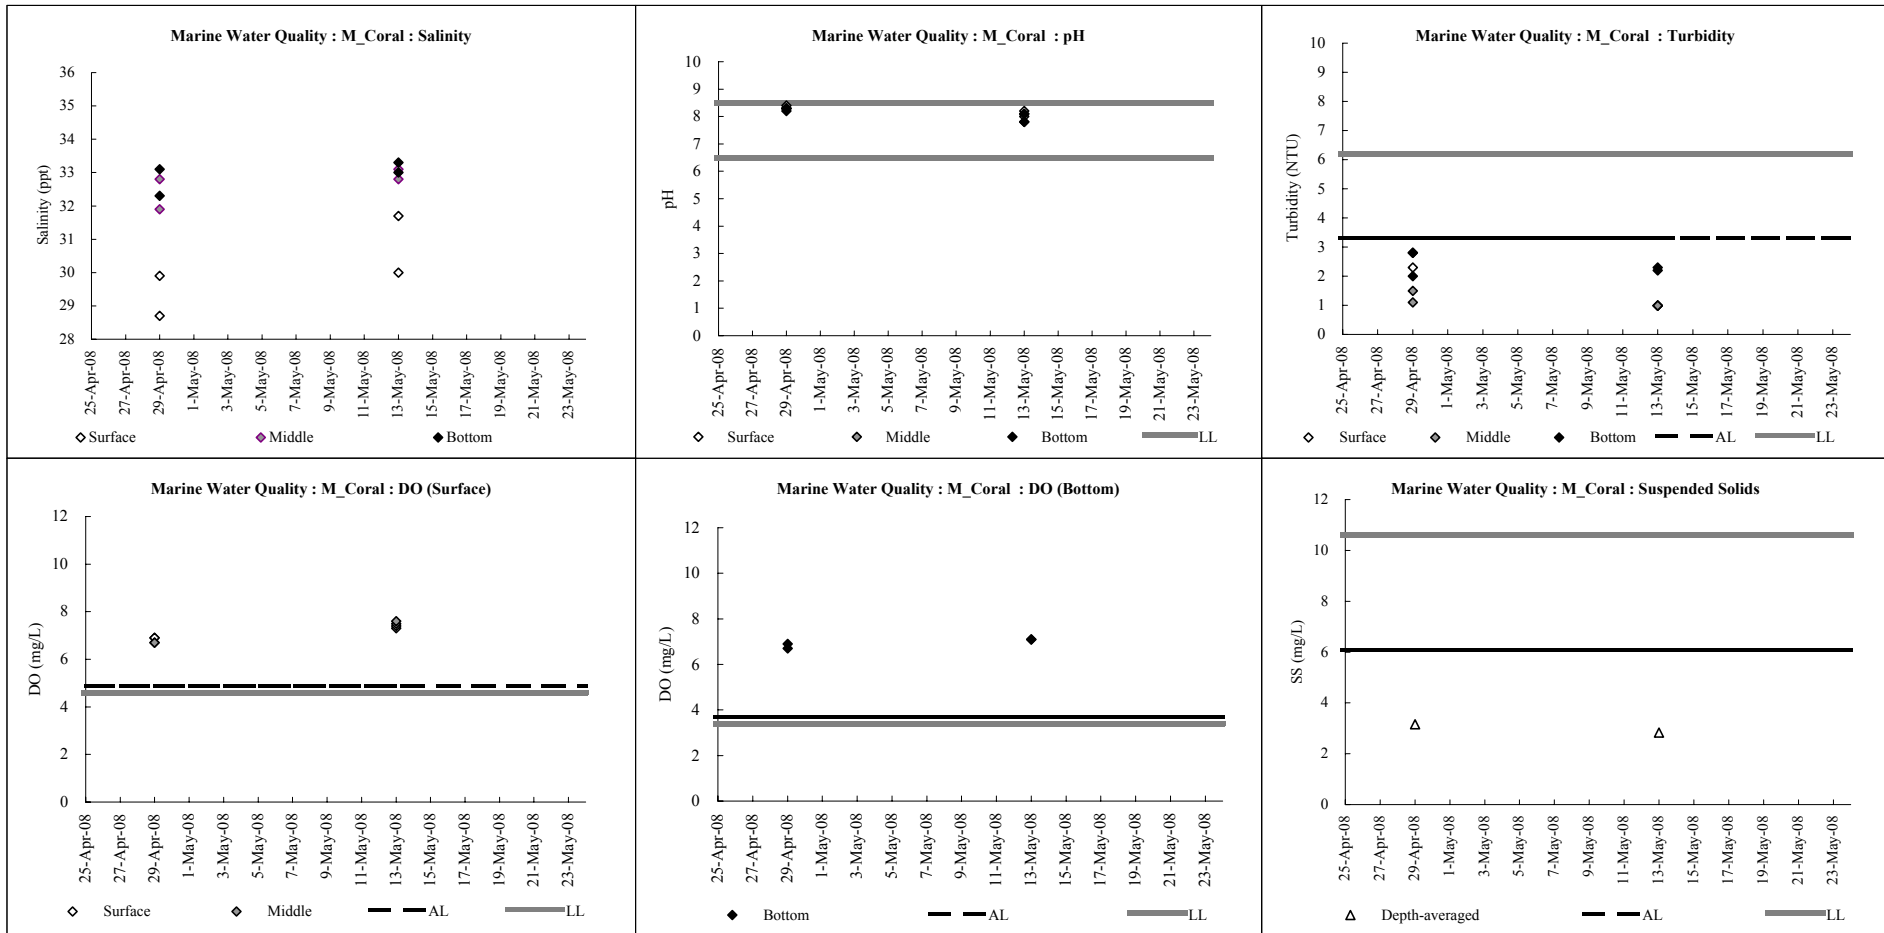 Marine Water Quality : M_Coral : Salinity
36
35
34
33
32
31
30
29
28
Salinity (ppt)
25-Apr-08
27-Apr-08
29-Apr-08
1-May-08
3-May-08
5-May-08
7-May-08
9-May-08
11-May-08
13-May-08
15-May-08
17-May-08
19-May-08
21-May-08
23-May-08
Surface Middle Bottom
Marine Water Quality : M_Coral : pH
10
9
8
7
6
5
4
3
2
1
0
pH
25-Apr-08
27-Apr-08
29-Apr-08
1-May-08
3-May-08
5-May-08
7-May-08
9-May-08
11-May-08
13-May-08
15-May-08
17-May-08
19-May-08
21-May-08
23-May-08
Surface Middle Bottom LL
Marine Water Quality : M_Coral : Turbidity
10
9
8
7
6
5
4
3
2
1
0
Turbidity (NTU)
25-Apr-08
27-Apr-08
29-Apr-08
1-May-08
3-May-08
5-May-08
7-May-08
9-May-08
11-May-08
13-May-08
15-May-08
17-May-08
19-May-08
21-May-08
23-May-08
Surface Middle Bottom AL LL
Marine Water Quality : M_Coral : DO (Surface)
12
10
8
6
4
2
0
DO (mg/L)
25-Apr-08
27-Apr-08
29-Apr-08
1-May-08
3-May-08
5-May-08
7-May-08
9-May-08
11-May-08
13-May-08
15-May-08
17-May-08
19-May-08
21-May-08
23-May-08
Surface Middle AL LL
Marine Water Quality : M_Coral : DO (Bottom)
12
10
8
6
4
2
0
DO (mg/L)
25-Apr-08
27-Apr-08
29-Apr-08
1-May-08
3-May-08
5-May-08
7-May-08
9-May-08
11-May-08
13-May-08
15-May-08
17-May-08
19-May-08
21-May-08
23-May-08
Bottom AL LL
Marine Water Quality : M_Coral : Suspended Solids
12
10
8
6
4
2
0
SS (mg/L)
25-Apr-08
27-Apr-08
29-Apr-08
1-May-08
3-May-08
5-May-08
7-May-08
9-May-08
11-May-08
13-May-08
15-May-08
17-May-08
19-May-08
21-May-08
23-May-08
Depth-averaged AL LL